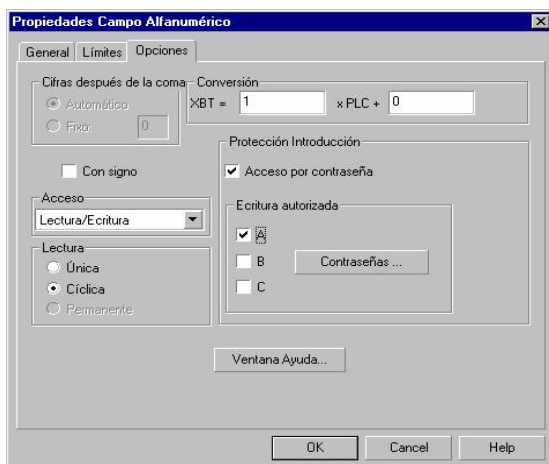 Propiedades Campo Alfanumérico
General Límites Opciones
Cifras después de la coma
Automático
Fixo: 0
Conversión
XBT = 1 x PLC + 0
Con signo
Acceso
Lectura/Ecritura
Lectura
Única
Cíclica
Permanente
Protección Introducción
Acceso por contraseña
Ecritura autorizada
A
B
C
Contraseñas ...
Ventana Ayuda...
OK Cancel Help